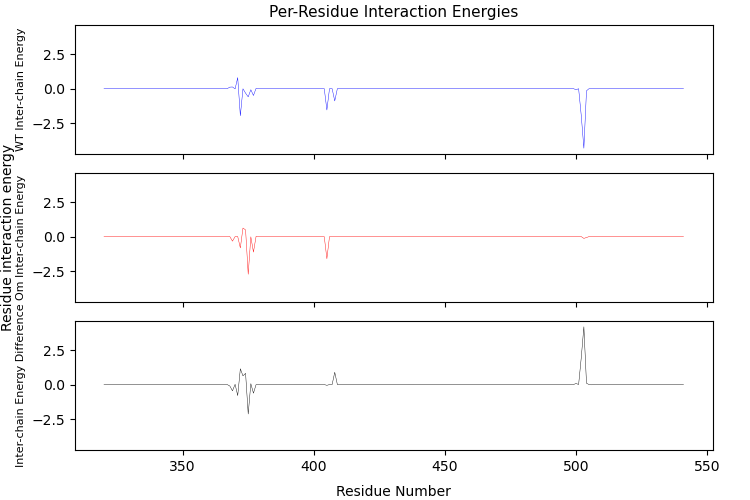 Per-Residue Interaction Energies
Residue interaction energy
WT Inter-chain Energy
2.5
0.0
−2.5
Om Inter-chain Energy
2.5
0.0
−2.5
Inter-chain Energy Difference
2.5
0.0
−2.5
350
400
450
500
550
Residue Number